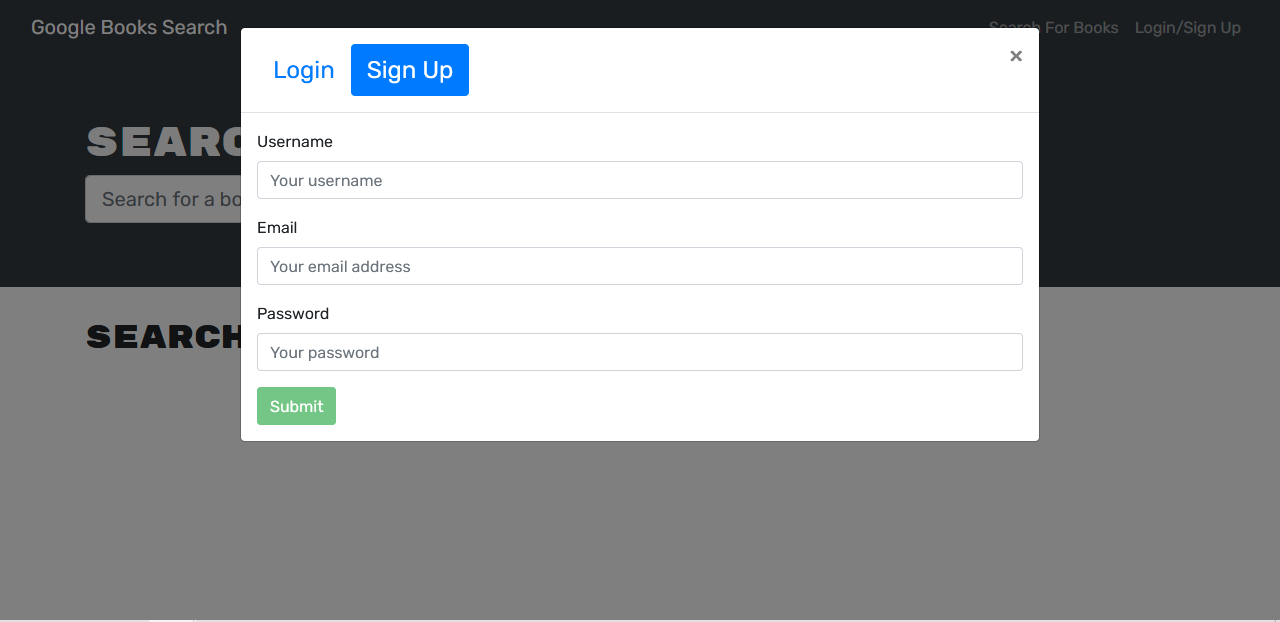 Google Books Search
Search For Books Login/Sign Up
Login Sign Up ×
SEARC
Search for a bo
Username
Your username
Email
Your email address
SEARCH
Password
Your password
Submit